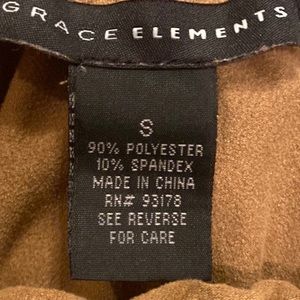 GRACE ELEMENTS
S
90% POLYESTER
10% SPANDEX
MADE IN CHINA
RN# 93178
SEE REVERSE
FOR CARE